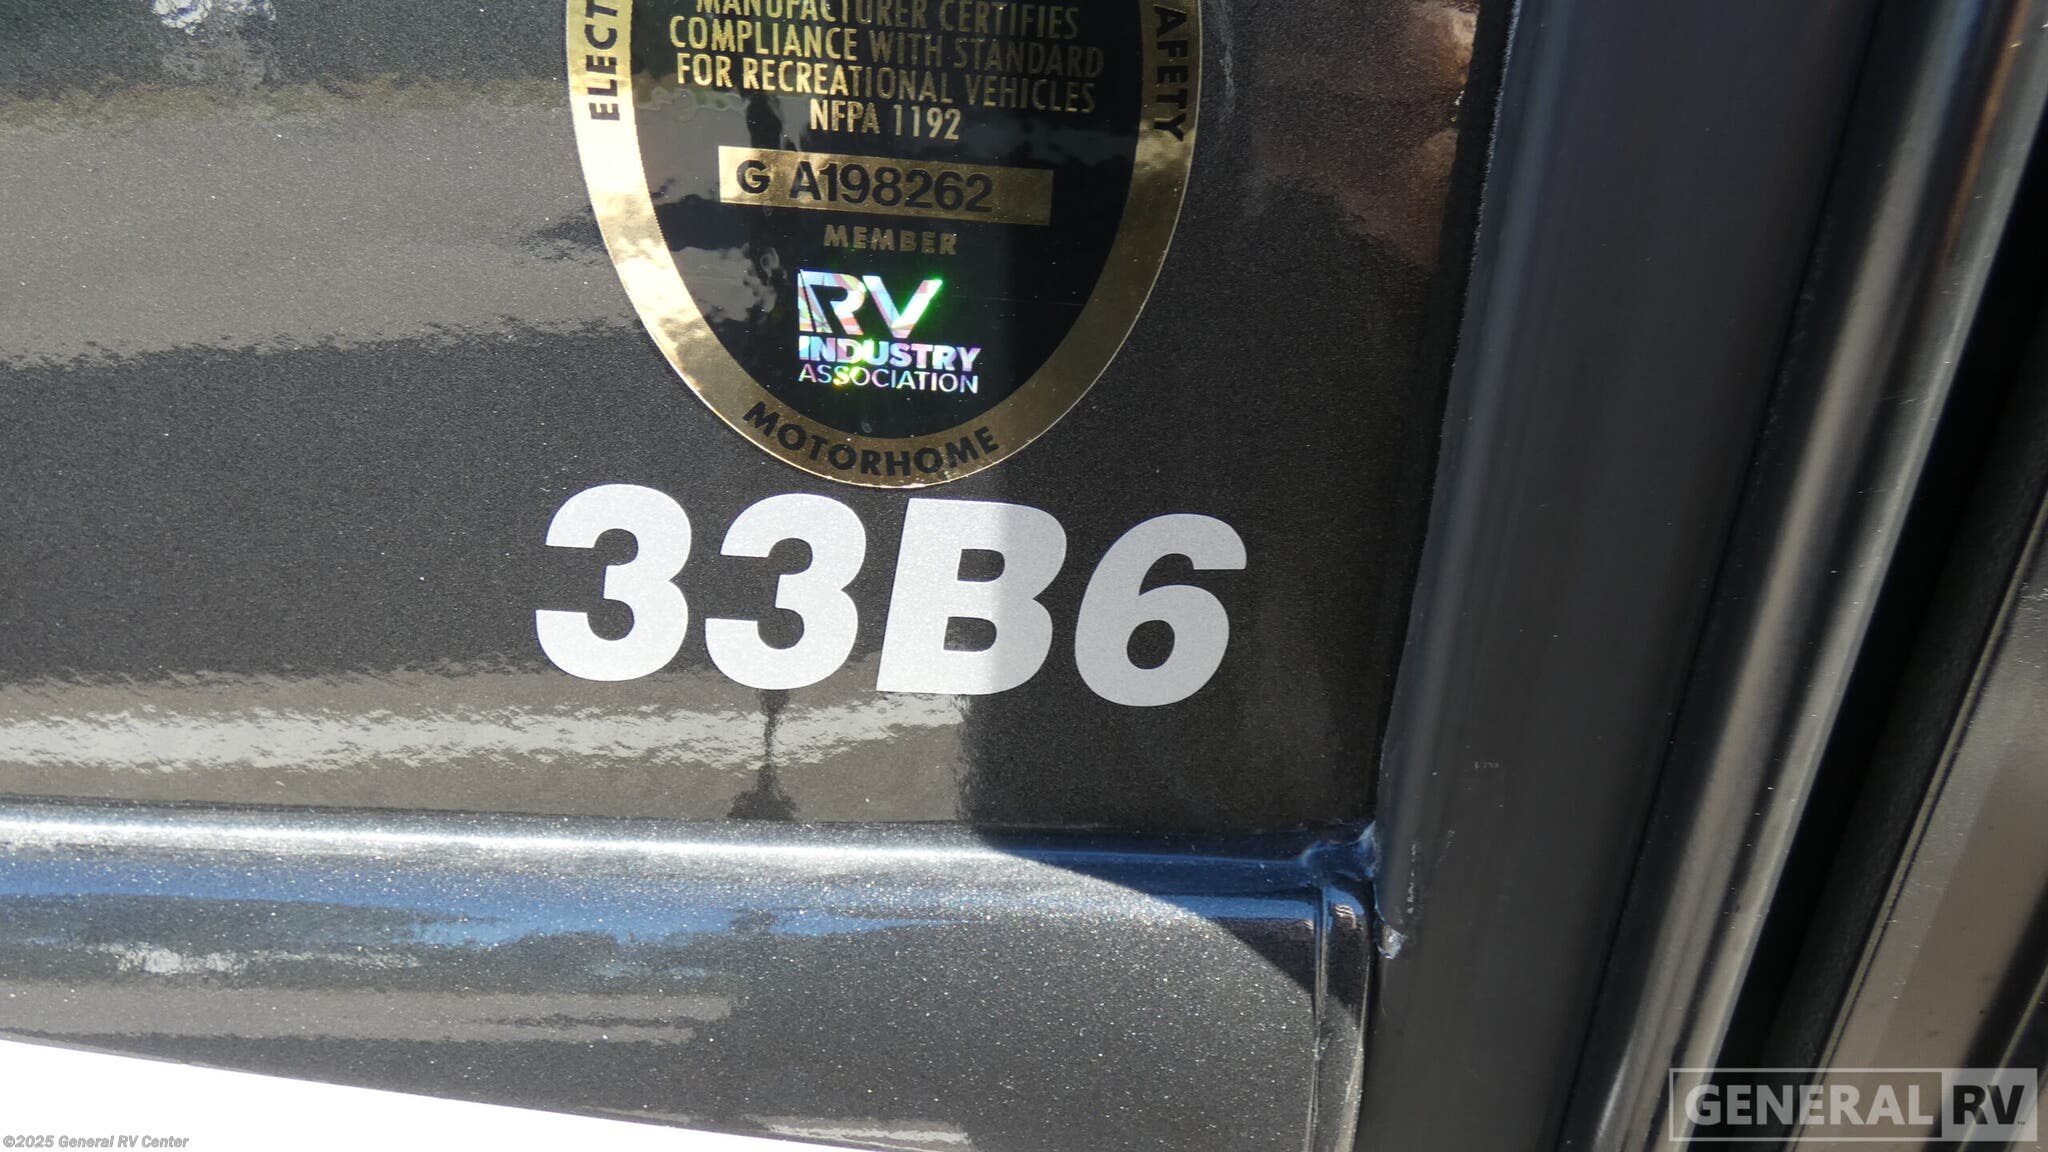 MANUFACTURER CERTIFIES
COMPLIANCE WITH STANDARD
FOR RECREATIONAL VEHICLES
NFPA 1192
G A198262
MEMBER
RV
INDUSTRY
ASSOCIATION
MOTORHOME
33B6
GENERAL RV
©2025 General RV Center